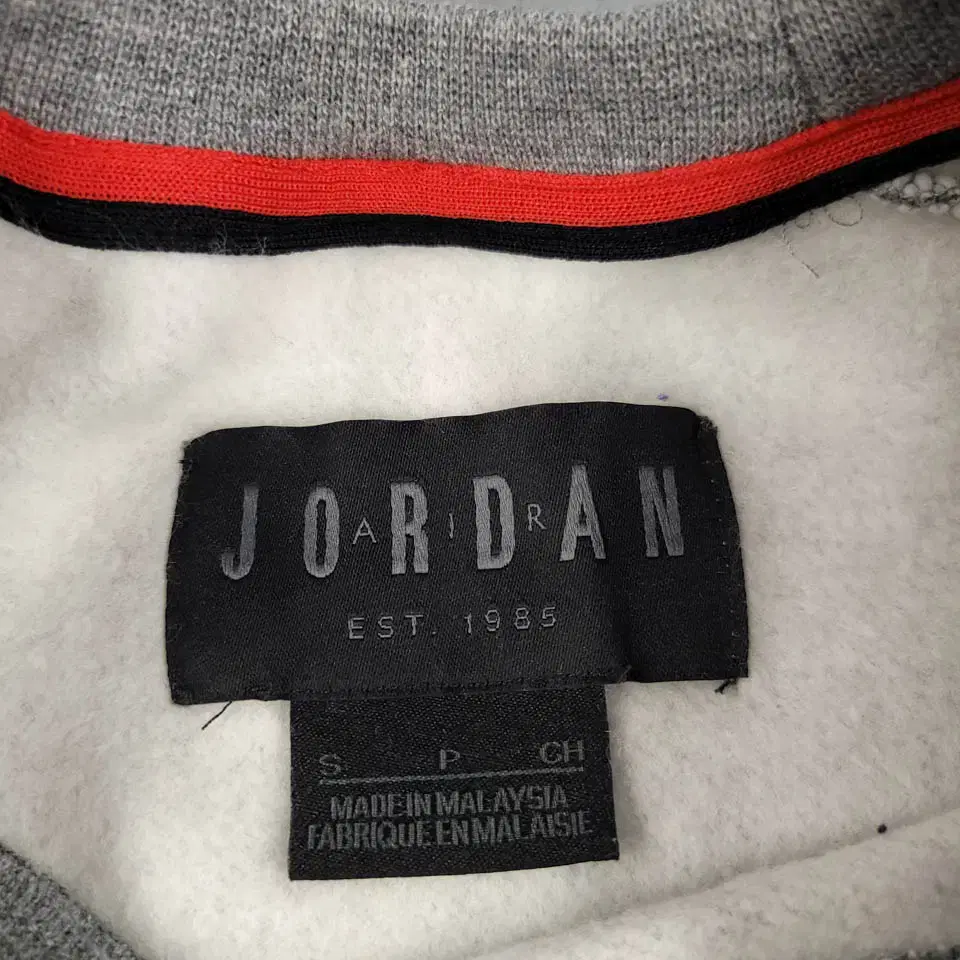 JORDAN
AIR
EST. 1985
S P CH
MADE IN MALAYSIA
FABRIQUE EN MALAISIE